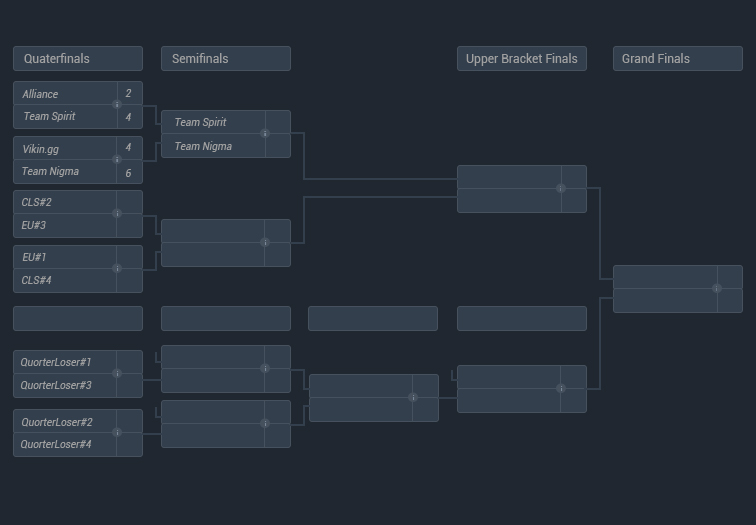 Quaterfinals
Semifinals
Upper Bracket Finals
Grand Finals
Alliance 2
Team Spirit 4
Vikin.gg 4
Team Nigma 6
CLS#2
EU#3
EU#1
CLS#4
Team Spirit
Team Nigma
QuorterLoser#1
QuorterLoser#3
QuorterLoser#2
QuorterLoser#4